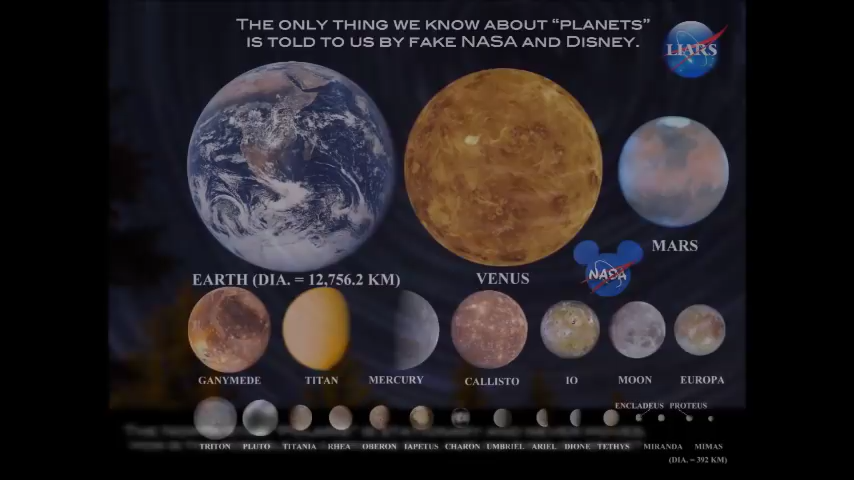 THE ONLY THING WE KNOW ABOUT "PLANETS"
IS TOLD TO US BY FAKE NASA AND DISNEY.
LIARS
MARS
EARTH (DIA. = 12,756.2 KM)
VENUS
NASA
GANYMEDE TITAN MERCURY CALLISTO IO MOON EUROPA
ENCLADEUS PROTEUS
TRITON PLUTO TITANIA RHEA OBERON IAPETUS CHARON UMBRIEL ARIEL DIONE TETHYS MIRANDA MIMAS
(DIA. = 392 KM)